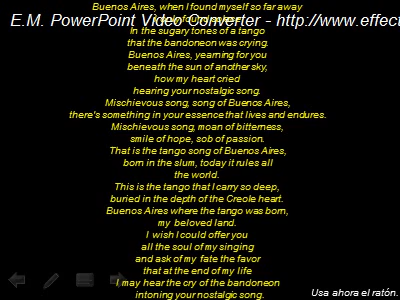 Buenos Aires, when I found myself so far away
E.M. PowerPoint Video Converter - http://www.effect
In the sugary tones of a tango
that the bandoneon was crying.
Buenos Aires, yearning for you
beneath the sun of another sky,
how my heart cried
hearing your nostalgic song.
Mischievous song, song of Buenos Aires,
there's something in your essence that lives and endures.
Mischievous song, moan of bitterness,
smile of hope, sob of passion.
That is the tango song of Buenos Aires,
born in the slum, today it rules all
the world.
This is the tango that I carry so deep,
buried in the depth of the Creole heart.
Buenos Aires where the tango was born,
my beloved land.
I wish I could offer you
all the soul of my singing
and ask of my fate the favor
that at the end of my life
I may hear the cry of the bandoneon
intoning your nostalgic song.
Usa ahora el ratón.